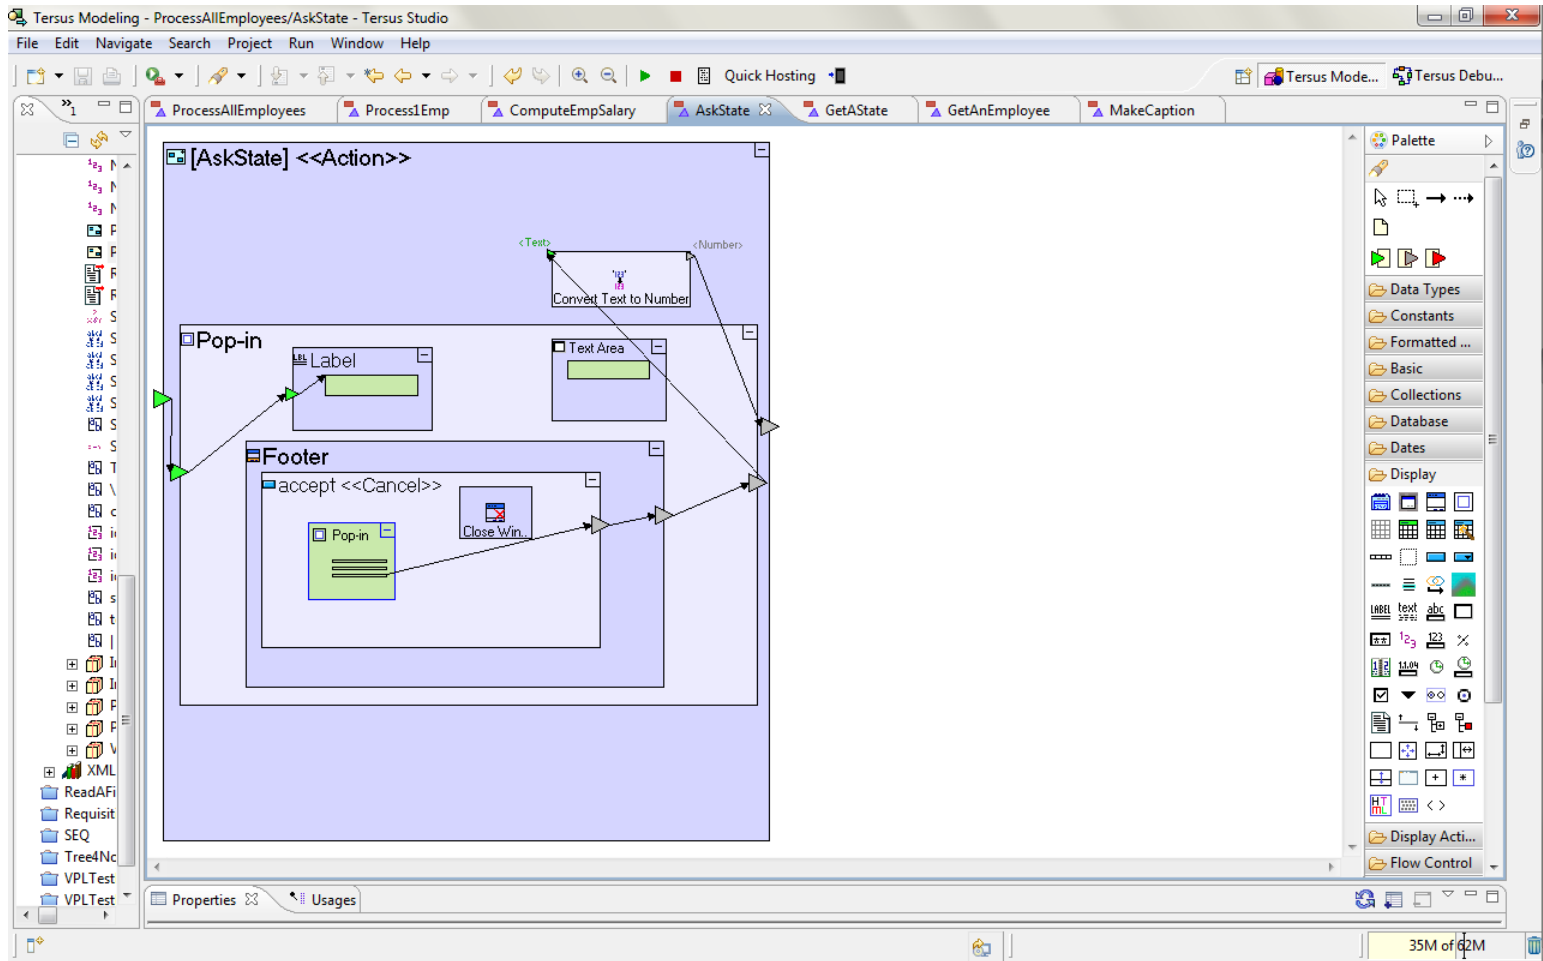 Tersus Modeling - ProcessAllEmployees/AskState - Tersus Studio
File Edit Navigate Search Project Run Window Help
Quick Hosting
Tersus Mode... Tersus Debu...
ProcessAllEmployees Process1Emp ComputeEmpSalary AskState GetAState GetAnEmployee MakeCaption
Palette
[AskState] <<Action>>
<Text> <Number>
Convert Text to Number
Pop-in
Label
Text Area
Footer
accept <<Cancel>>
Close Win..
Pop-in
XML
ReadAFi
Requisit
SEQ
Tree4Nc
VPLTest
VPLTest
Data Types
Constants
Formatted ...
Basic
Collections
Database
Dates
Display
Display Acti...
Flow Control
Properties Usages
35M of 62M